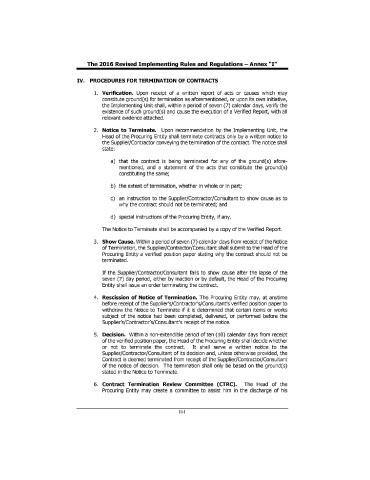 The 2016 Revised Implementing Rules and Regulations – Annex "I"
IV. PROCEDURES FOR TERMINATION OF CONTRACTS
1. Verification. Upon receipt of a written report of acts or causes which may
constitute ground(s) for termination as aforementioned, or upon its own initiative,
the Implementing Unit shall, within a period of seven (7) calendar days, verify the
existence of such ground(s) and cause the execution of a Verified Report, with all
relevant evidence attached.
2. Notice to Terminate. Upon recommendation by the Implementing Unit, the
Head of the Procuring Entity shall terminate contracts only by a written notice to
the Supplier/Contractor conveying the termination of the contract. The notice shall
state:
a) that the contract is being terminated for any of the ground(s) afore-
mentioned, and a statement of the acts that constitute the ground(s)
constituting the same;
b) the extent of termination, whether in whole or in part;
c) an instruction to the Supplier/Contractor/Consultant to show cause as to
why the contract should not be terminated; and
d) special instructions of the Procuring Entity, if any.
The Notice to Terminate shall be accompanied by a copy of the Verified Report.
3. Show Cause. Within a period of seven (7) calendar days from receipt of the Notice
of Termination, the Supplier/Contractor/Consultant shall submit to the Head of the
Procuring Entity a verified position paper stating why the contract should not be
terminated.
If the Supplier/Contractor/Consultant fails to show cause after the lapse of the
seven (7) day period, either by inaction or by default, the Head of the Procuring
Entity shall issue an order terminating the contract.
4. Rescission of Notice of Termination. The Procuring Entity may, at anytime
before receipt of the Supplier's/Contractor's/Consultant's verified position paper to
withdraw the Notice to Terminate if it is determined that certain items or works
subject of the notice had been completed, delivered, or performed before the
Supplier's/Contractor's/Consultant's receipt of the notice.
5. Decision. Within a non-extendible period of ten (10) calendar days from receipt
of the verified position paper, the Head of the Procuring Entity shall decide whether
or not to terminate the contract. It shall serve a written notice to the
Supplier/Contractor/Consultant of its decision and, unless otherwise provided, the
Contract is deemed terminated from receipt of the Supplier/Contractor/Consultant
of the notice of decision. The termination shall only be based on the ground(s)
stated in the Notice to Terminate.
6. Contract Termination Review Committee (CTRC). The Head of the
Procuring Entity may create a committee to assist him in the discharge of his